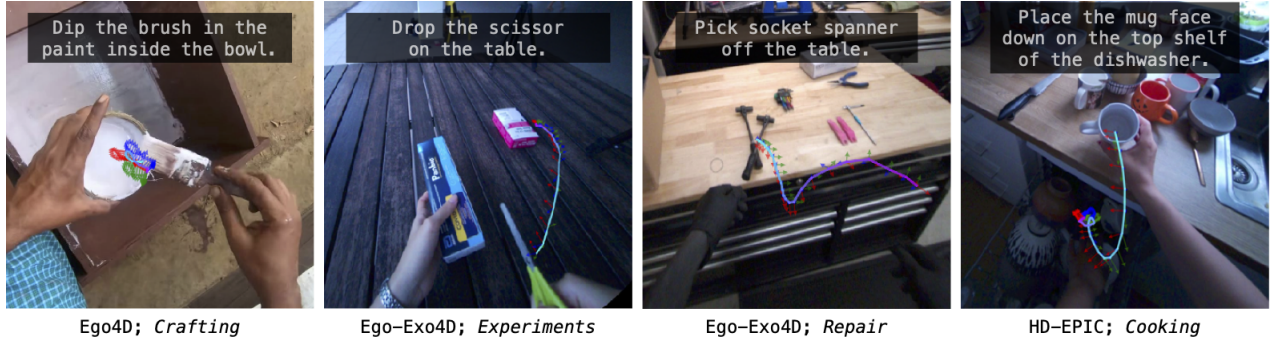 Dip the brush in the
paint inside the bowl.
Drop the scissor
on the table.
Pick socket spanner
off the table.
Place the mug face
down on the top shelf
of the dishwasher.
Ego4D; Crafting
Ego-Exo4D; Experiments
Ego-Exo4D; Repair
HD-EPIC; Cooking